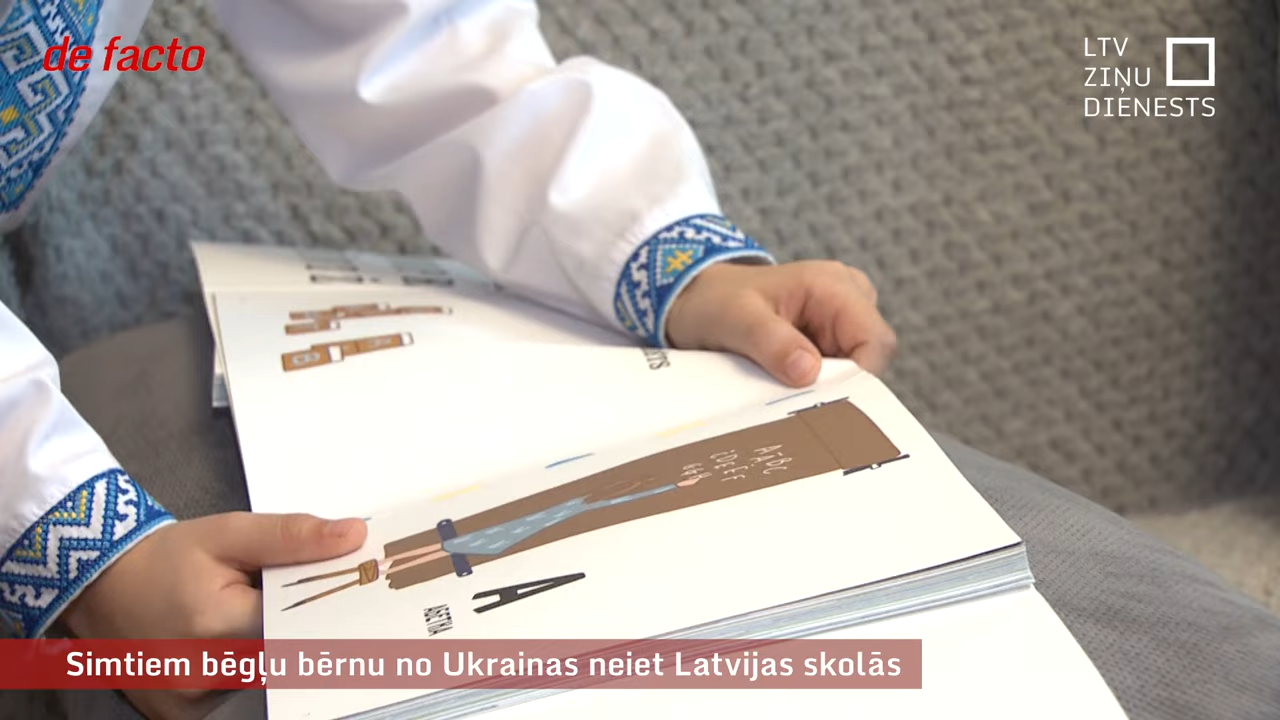 de facto
LTV
ZIŅU
DIENESTS
A
Simtiem bēgļu bērnu no Ukrainas neiet Latvijas skolās